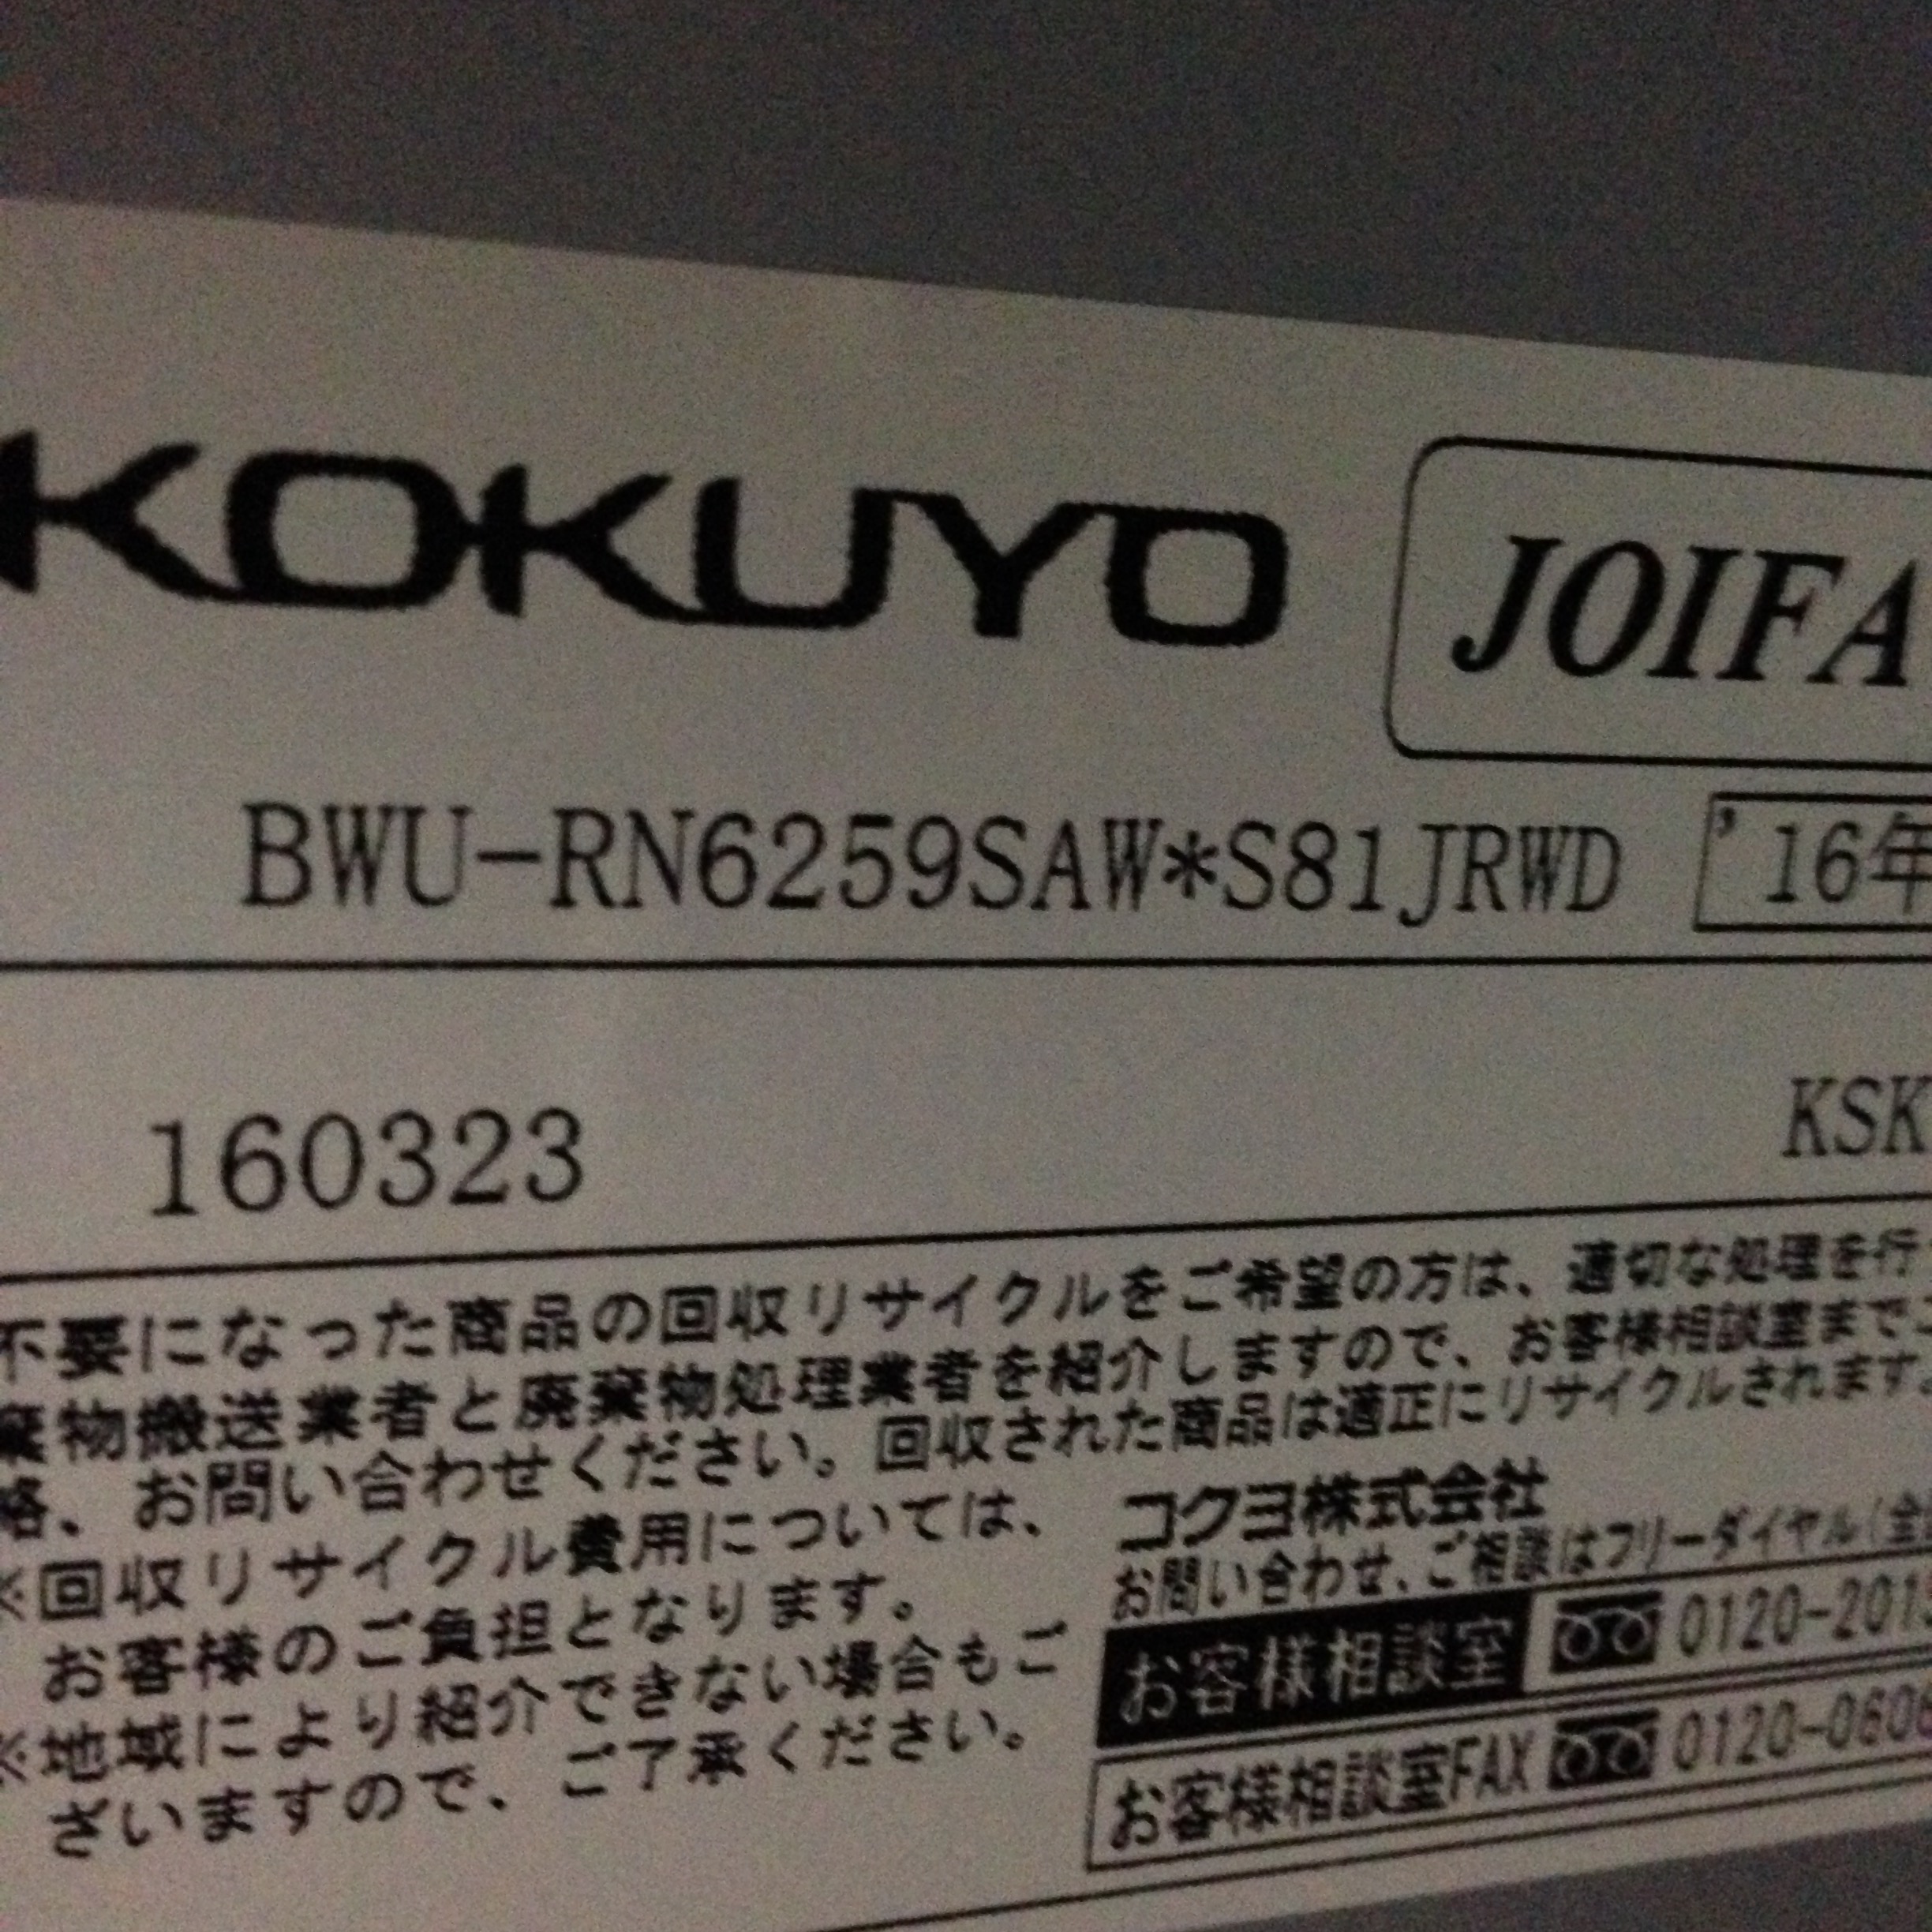 KOKUYO JOIFA
BWU-RN6259SAW*S81JRWD '16年
160323 KSK
不要になった商品の回収リサイクルをご希望の方は、適切な処理を行
棄物搬送業者と廃棄物処理業者を紹介しますので、お客様相談室まで
絡、お問い合わせください。回収された商品は適正にリサイクルされます
※回収リサイクル費用については、
お客様のご負担となります。
※地域により紹介できない場合もご
ざいますので、ご了承ください。
コクヨ株式会社
お問い合わせ、ご相談はフリーダイヤル(全
お客様相談室 0120-201
お客様相談室FAX 0120-060